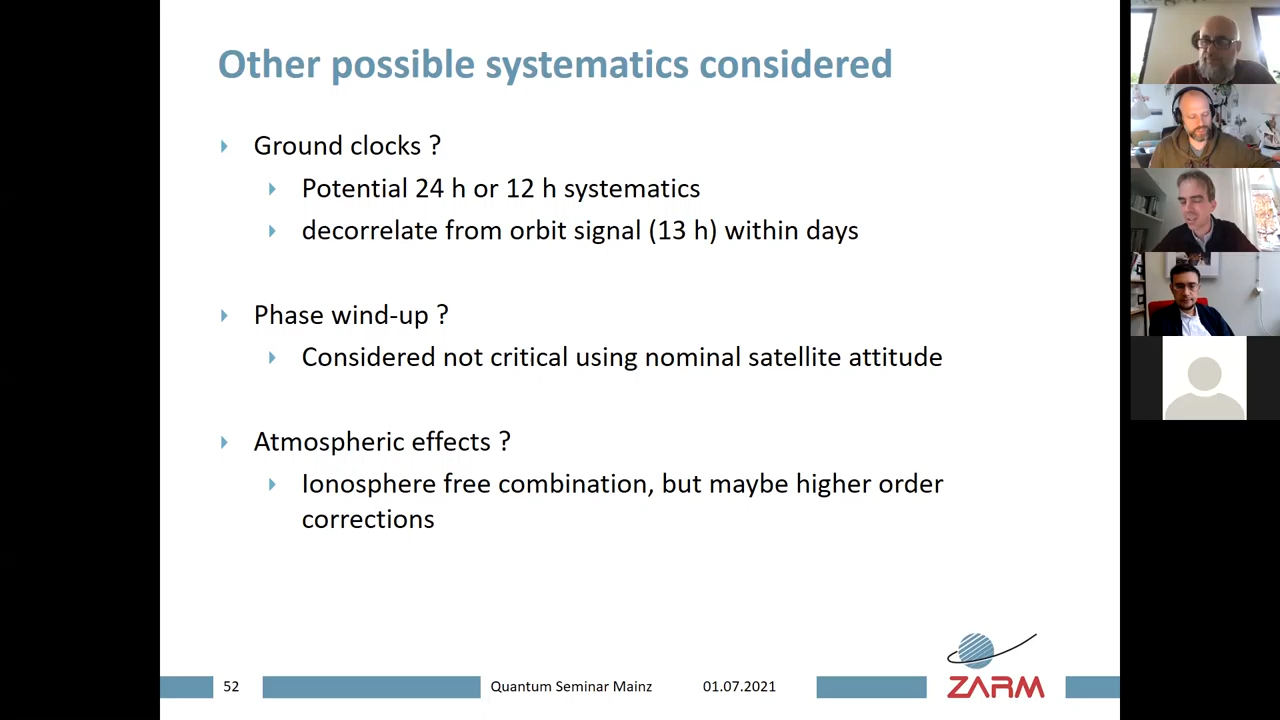 Other possible systematics considered
Ground clocks ?
Potential 24 h or 12 h systematics
decorrelate from orbit signal (13 h) within days
Phase wind-up ?
Considered not critical using nominal satellite attitude
Atmospheric effects ?
Ionosphere free combination, but maybe higher order
corrections
52
Quantum Seminar Mainz
01.07.2021
ZARM